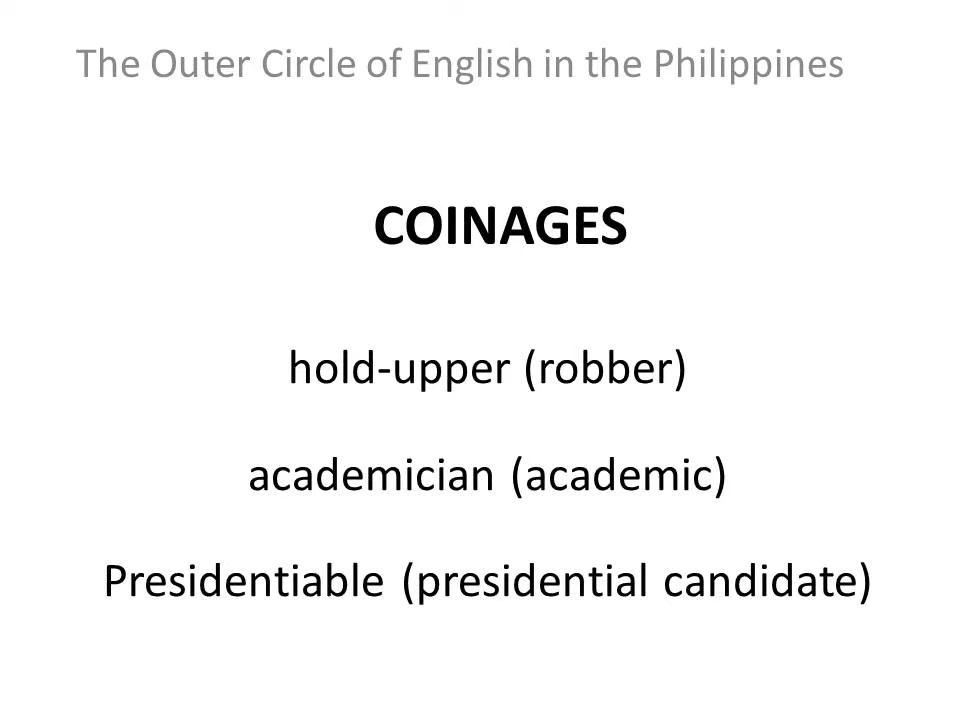 The Outer Circle of English in the Philippines
COINAGES
hold-upper (robber)
academician (academic)
Presidentiable (presidential candidate)